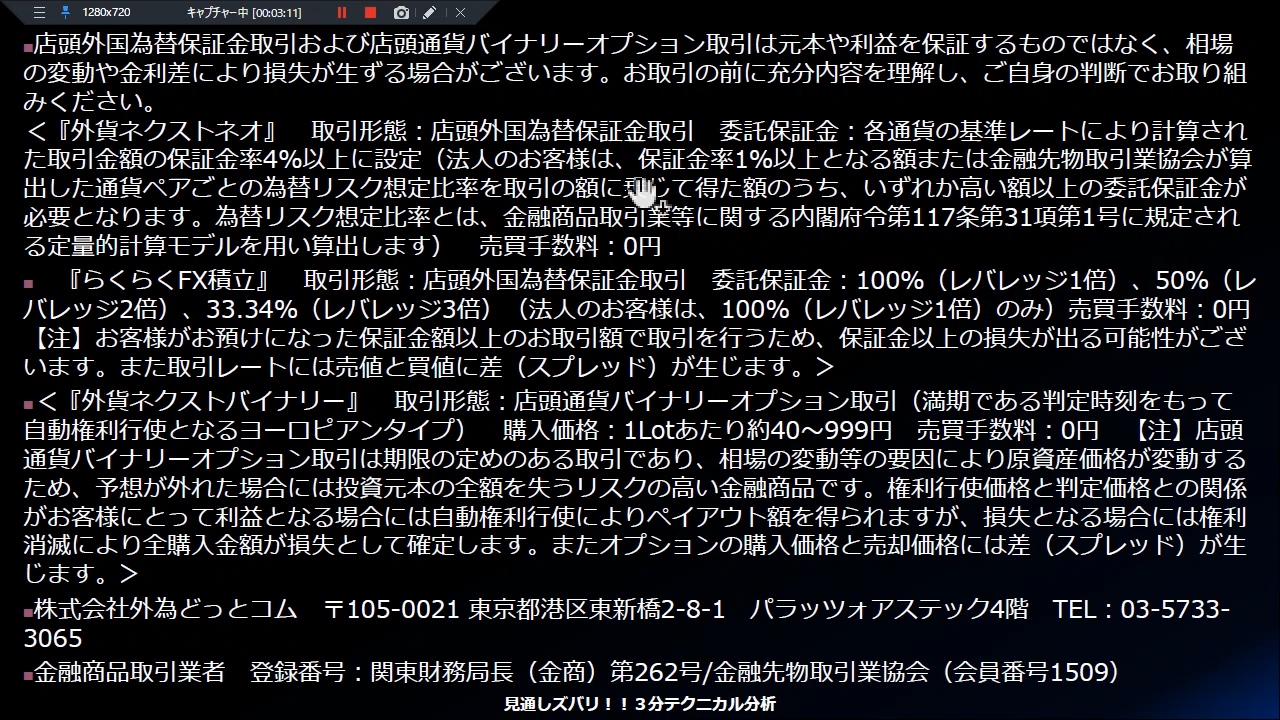 1280x720 キャプチャー中 [00:03:11]
■店頭外国為替保証金取引および店頭通貨バイナリーオプション取引は元本や利益を保証するものではなく、相場
の変動や金利差により損失が生ずる場合がございます。お取引の前に充分内容を理解し、ご自身の判断でお取り組
みください。
＜『外貨ネクストネオ』　取引形態：店頭外国為替保証金取引　委託保証金：各通貨の基準レートにより計算され
た取引金額の保証金率4%以上に設定（法人のお客様は、保証金率1%以上となる額または金融先物取引業協会が算
出した通貨ペアごとの為替リスク想定比率を取引の額に乗じて得た額のうち、いずれか高い額以上の委託保証金が
必要となります。為替リスク想定比率とは、金融商品取引業等に関する内閣府令第117条第31項第1号に規定され
る定量的計算モデルを用い算出します）　売買手数料：0円
■　『らくらくFX積立』　取引形態：店頭外国為替保証金取引　委託保証金：100%（レバレッジ1倍）、50%（レ
バレッジ2倍）、33.34%（レバレッジ3倍）（法人のお客様は、100%（レバレッジ1倍）のみ）売買手数料：0円
【注】お客様がお預けになった保証金額以上のお取引額で取引を行うため、保証金以上の損失が出る可能性がござ
います。また取引レートには売値と買値に差（スプレッド）が生じます。＞
■＜『外貨ネクストバイナリー』　取引形態：店頭通貨バイナリーオプション取引（満期である判定時刻をもって
自動権利行使となるヨーロピアンタイプ）　購入価格：1Lotあたり約40～999円　売買手数料：0円　【注】店頭
通貨バイナリーオプション取引は期限の定めのある取引であり、相場の変動等の要因により原資産価格が変動する
ため、予想が外れた場合には投資元本の全額を失うリスクの高い金融商品です。権利行使価格と判定価格との関係
がお客様にとって利益となる場合には自動権利行使によりペイアウト額を得られますが、損失となる場合には権利
消滅により全購入金額が損失として確定します。またオプションの購入価格と売却価格には差（スプレッド）が生
じます。＞
■株式会社外為どっとコム　〒105-0021 東京都港区東新橋2-8-1　パラッツォアステック4階　TEL：03-5733-
3065
■金融商品取引業者　登録番号：関東財務局長（金商）第262号/金融先物取引業協会（会員番号1509）
見通しズバリ！！３分テクニカル分析